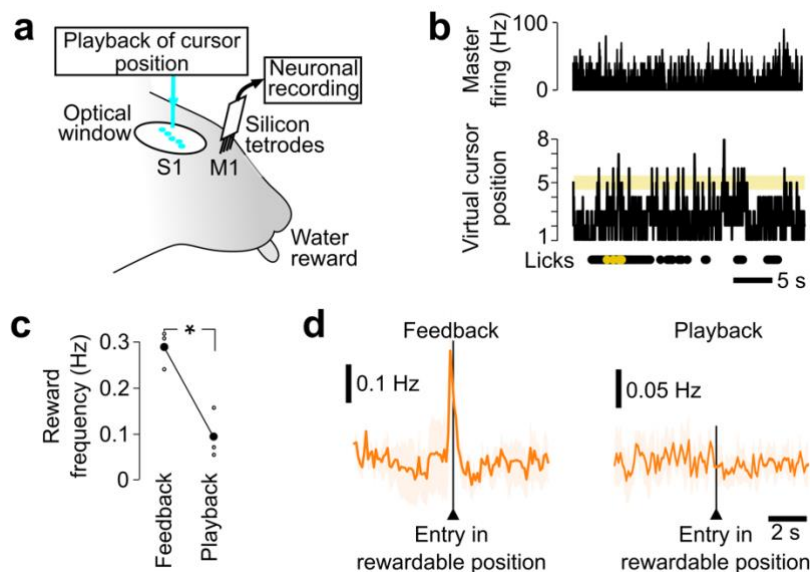 a
Playback of cursor
position
Neuronal
recording
Optical
window
Silicon
tetrodes
S1
M1
Water
reward
b
Master
firing (Hz)
100
0
Virtual cursor
position
8
5
1
Licks
5 s
c
Reward
frequency (Hz)
0.3
0.1
0
*
Feedback
Playback
d
Feedback
Playback
0.1 Hz
0.05 Hz
Entry in
rewardable position
Entry in
rewardable position
2 s